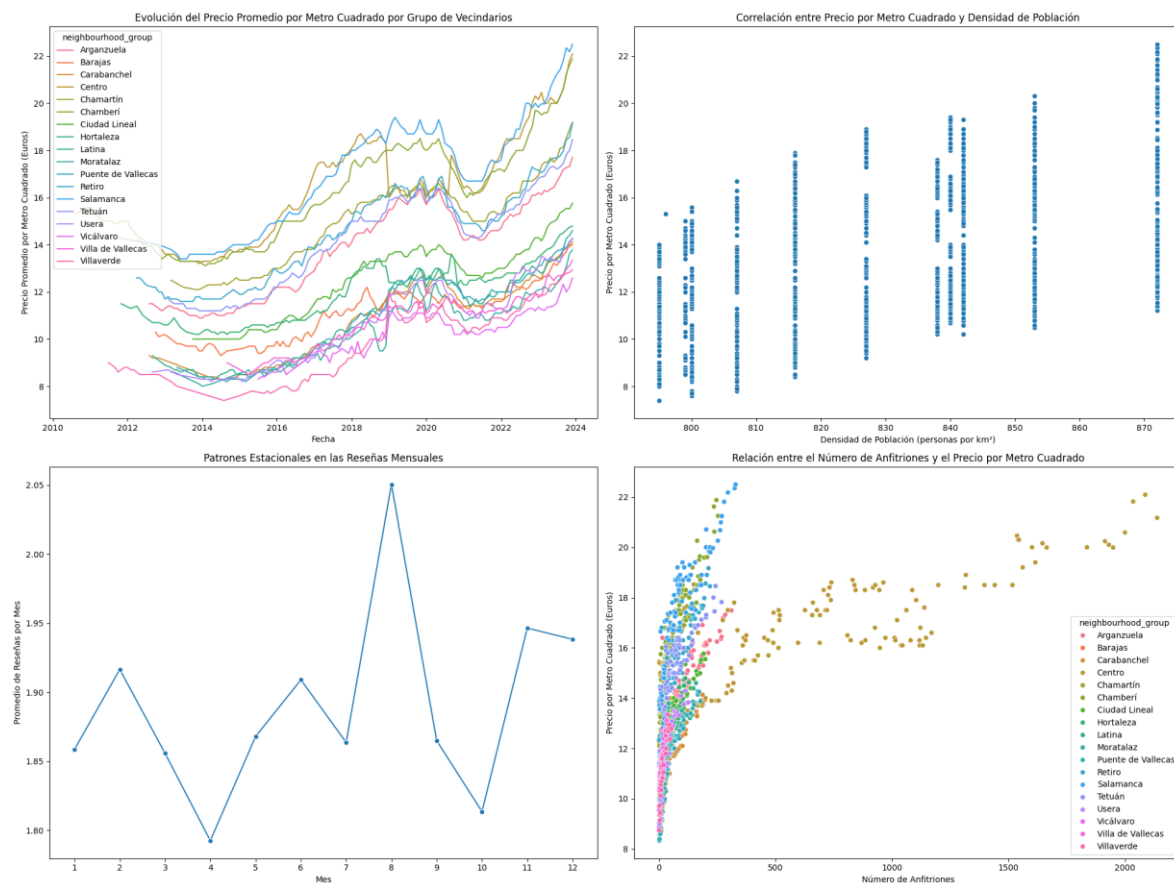 Evolución del Precio Promedio por Metro Cuadrado por Grupo de Vecindarios
neighbourhood_group
Arganzuela
Barajas
Carabanchel
Centro
Chamartín
Chamberí
Ciudad Lineal
Hortaleza
Latina
Moratalaz
Puente de Vallecas
Retiro
Salamanca
Tetuán
Usera
Vicálvaro
Villa de Vallecas
Villaverde
Precio Promedio por Metro Cuadrado (Euros)
22
20
18
16
14
12
10
8
2010
2012
2014
2016
2018
2020
2022
2024
Fecha
Correlación entre Precio por Metro Cuadrado y Densidad de Población
Precio por Metro Cuadrado (Euros)
22
20
18
16
14
12
10
8
800
810
820
830
840
850
860
870
Densidad de Población (personas por km²)
Patrones Estacionales en las Reseñas Mensuales
Promedio de Reseñas por Mes
2.05
2.00
1.95
1.90
1.85
1.80
1
2
3
4
5
6
7
8
9
10
11
12
Mes
Relación entre el Número de Anfitriones y el Precio por Metro Cuadrado
Precio por Metro Cuadrado (Euros)
22
20
18
16
14
12
10
8
0
500
1000
1500
2000
Número de Anfitriones
neighbourhood_group
Arganzuela
Barajas
Carabanchel
Centro
Chamartín
Chamberí
Ciudad Lineal
Hortaleza
Latina
Moratalaz
Puente de Vallecas
Retiro
Salamanca
Tetuán
Usera
Vicálvaro
Villa de Vallecas
Villaverde